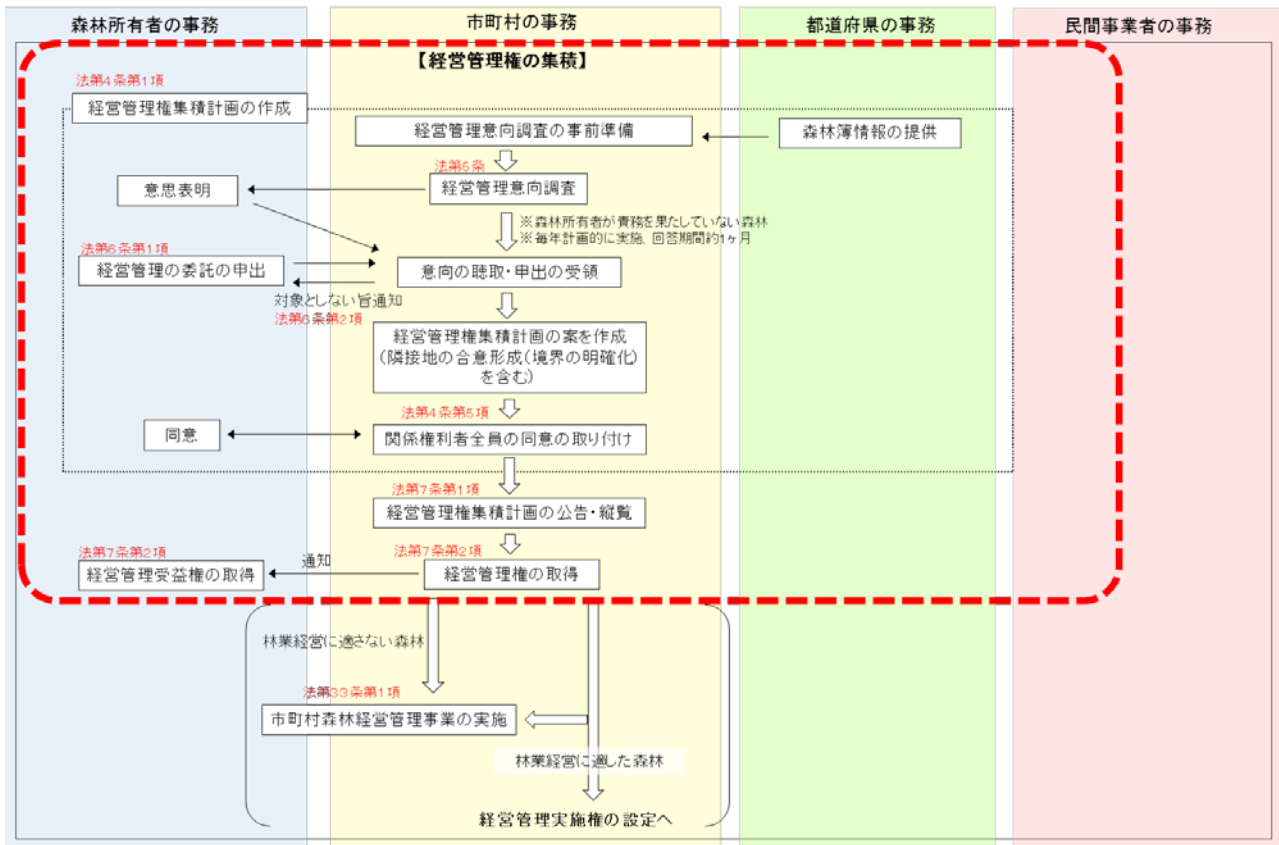 森林所有者の事務
市町村の事務
都道府県の事務
民間事業者の事務
【経営管理権の集積】
法第4条第1項
経営管理権集積計画の作成
経営管理意向調査の事前準備
森林簿情報の提供
法第5条
意思表明
経営管理意向調査
※森林所有者が責務を果たしていない森林
※毎年計画的に実施、回答期間約1ヶ月
法第6条第1項
経営管理の委託の申出
意向の聴取・申出の受領
対象としない旨通知
法第6条第2項
経営管理権集積計画の案を作成
(隣接地の合意形成(境界の明確化)
を含む)
法第4条第5項
同意
関係権利者全員の同意の取り付け
法第7条第1項
経営管理権集積計画の公告・縦覧
法第7条第2項
経営管理受益権の取得
通知
法第7条第2項
経営管理権の取得
林業経営に適さない森林
法第33条第1項
市町村森林経営管理事業の実施
林業経営に適した森林
経営管理実施権の設定へ